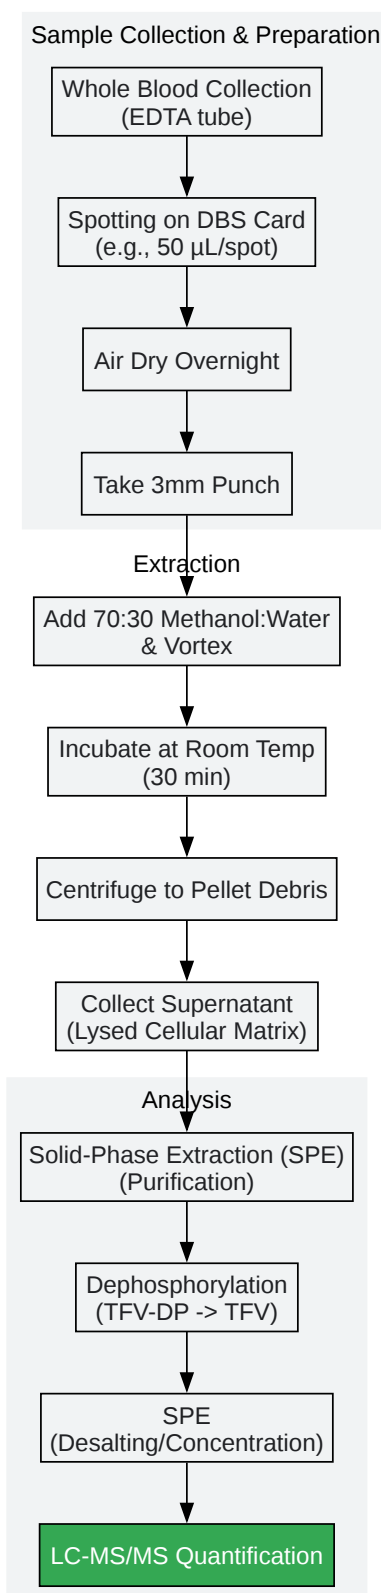 Sample Collection & Preparation
Whole Blood Collection
(EDTA tube)
Spotting on DBS Card
(e.g., 50 µL/spot)
Air Dry Overnight
Take 3mm Punch
Extraction
Add 70:30 Methanol:Water
& Vortex
Incubate at Room Temp
(30 min)
Centrifuge to Pellet Debris
Collect Supernatant
(Lysed Cellular Matrix)
Analysis
Solid-Phase Extraction (SPE)
(Purification)
Dephosphorylation
(TFV-DP -> TFV)
SPE
(Desalting/Concentration)
LC-MS/MS Quantification